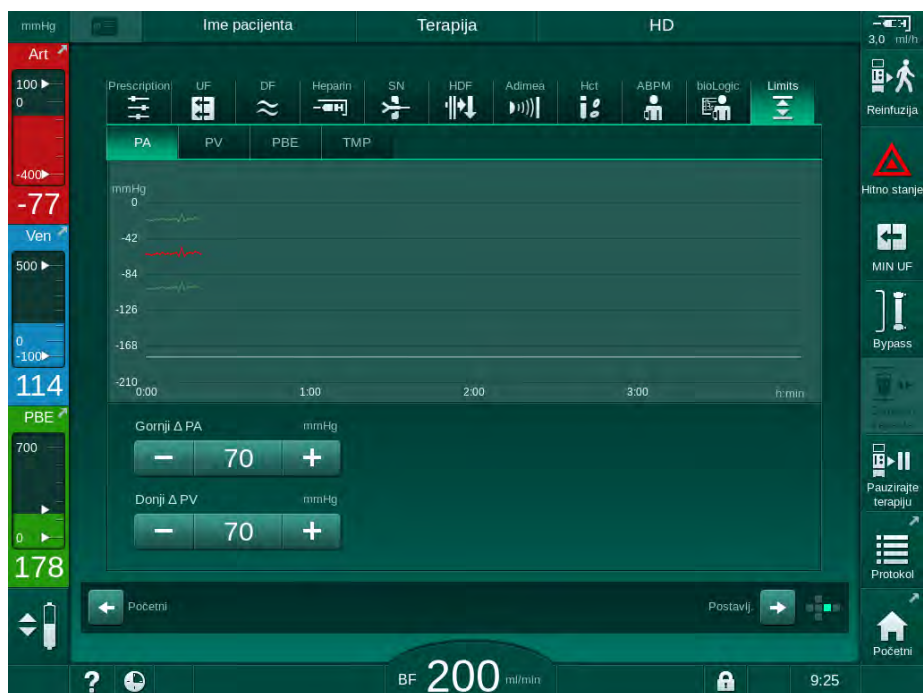 mmHg
Ime pacijenta
Terapija
HD
3,0 ml/h
Art
100
0
-400
-77
Ven
500
0
-100
114
PBE
700
0
178
Prescription
UF
DF
Heparin
SN
HDF
Adimea
Hct
ABPM
bioLogic
Limits
PA
PV
PBE
TMP
mmHg
0
-42
-84
-126
-168
-210
0:00
1:00
2:00
3:00
h:min
Gornji Δ PA
mmHg
70
Donji Δ PV
mmHg
70
Početni
Postavlj.
Reinfuzija
Hitno stanje
MIN UF
Bypass
Pauzirajte
terapiju
Protokol
Početni
?
BF 200 ml/min
9:25